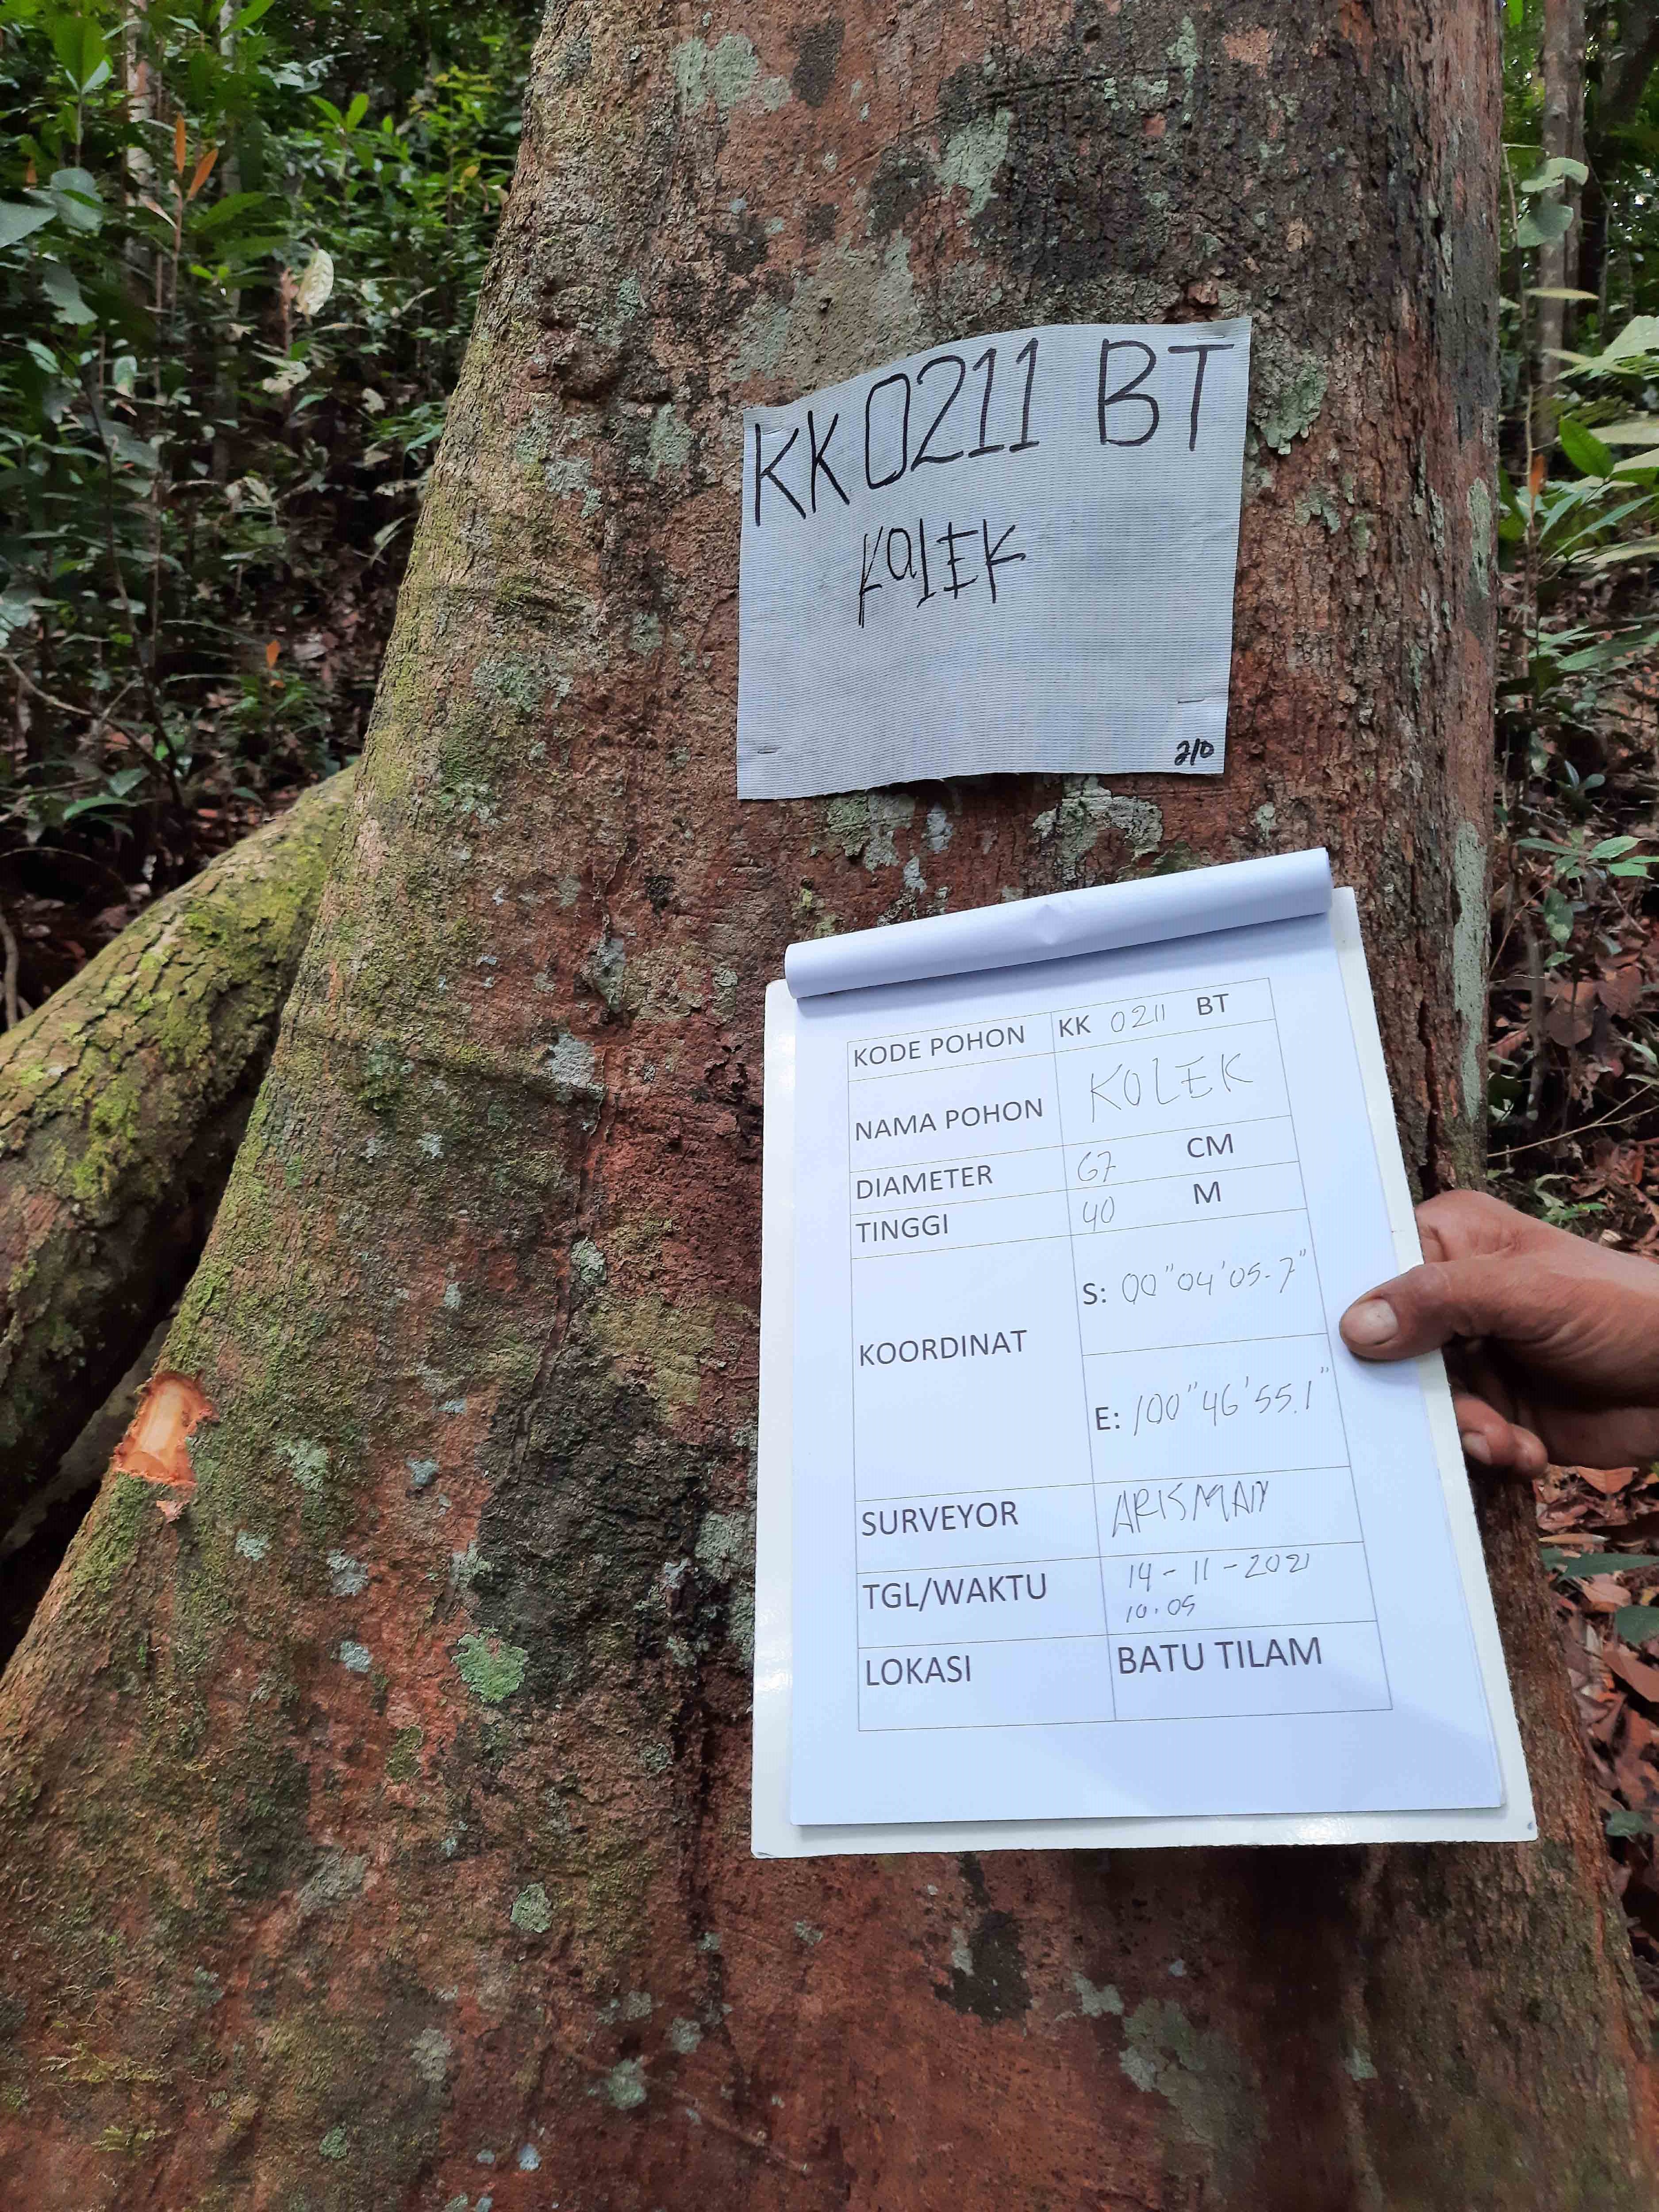 KK 0211 BT
KOLEK
210
KODE POHON KK 0211 BT
NAMA POHON KOLEK
DIAMETER 67 CM
TINGGI 40 M
KOORDINAT
S: 00"04'05.7"
E: 100"46'55.1"
SURVEYOR ARISMAN
TGL/WAKTU 14-11-2021
10.05
LOKASI BATU TILAM